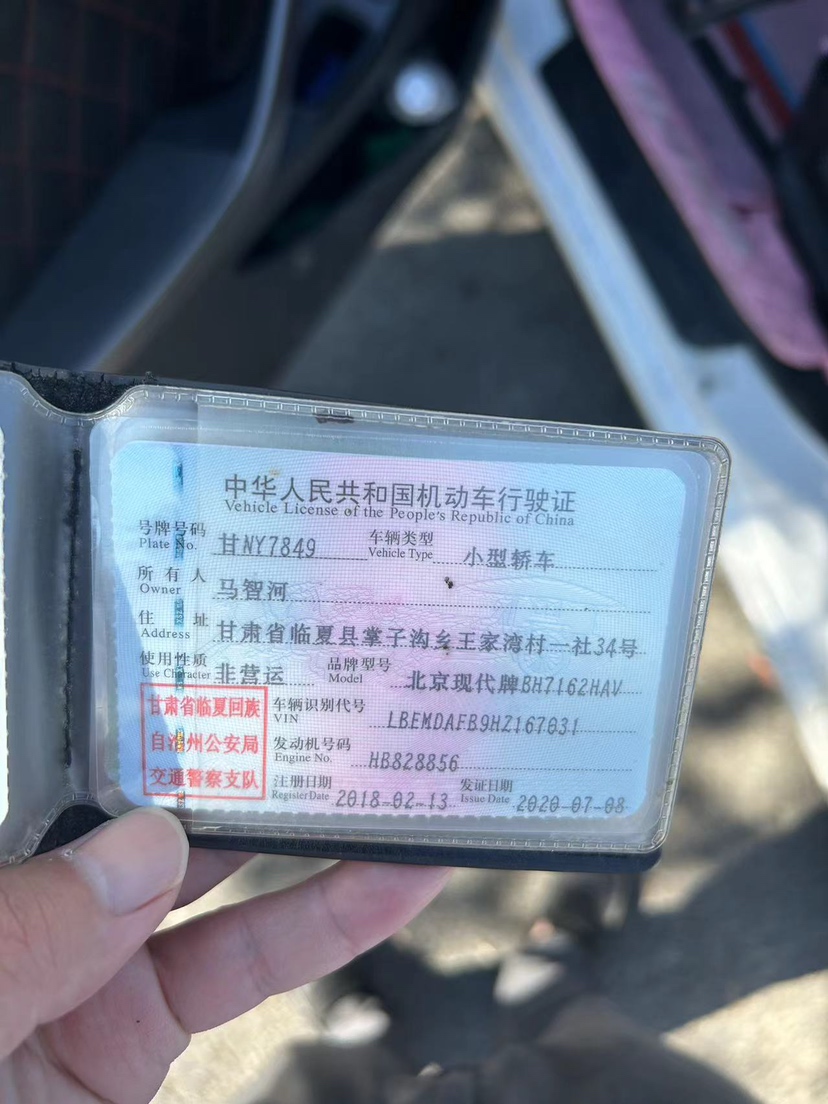 中华人民共和国机动车行驶证
Vehicle License of the People's Republic of China
号牌号码 甘NY7849 车辆类型 小型轿车
Plate No. Vehicle Type
所有人 马智河
Owner
住址 甘肃省临夏县掌子沟乡王家湾村一社34号
Address
使用性质 非营运 品牌型号 北京现代牌BH7162HAV
Use Character Model
甘肃省临夏回族
自治州公安局
交通警察支队
车辆识别代号 LBEMDAFB9HZ167031
VIN
发动机号码 HB828856
Engine No.
注册日期 2018-02-13 发证日期 2020-07-08
Register Date Issue Date